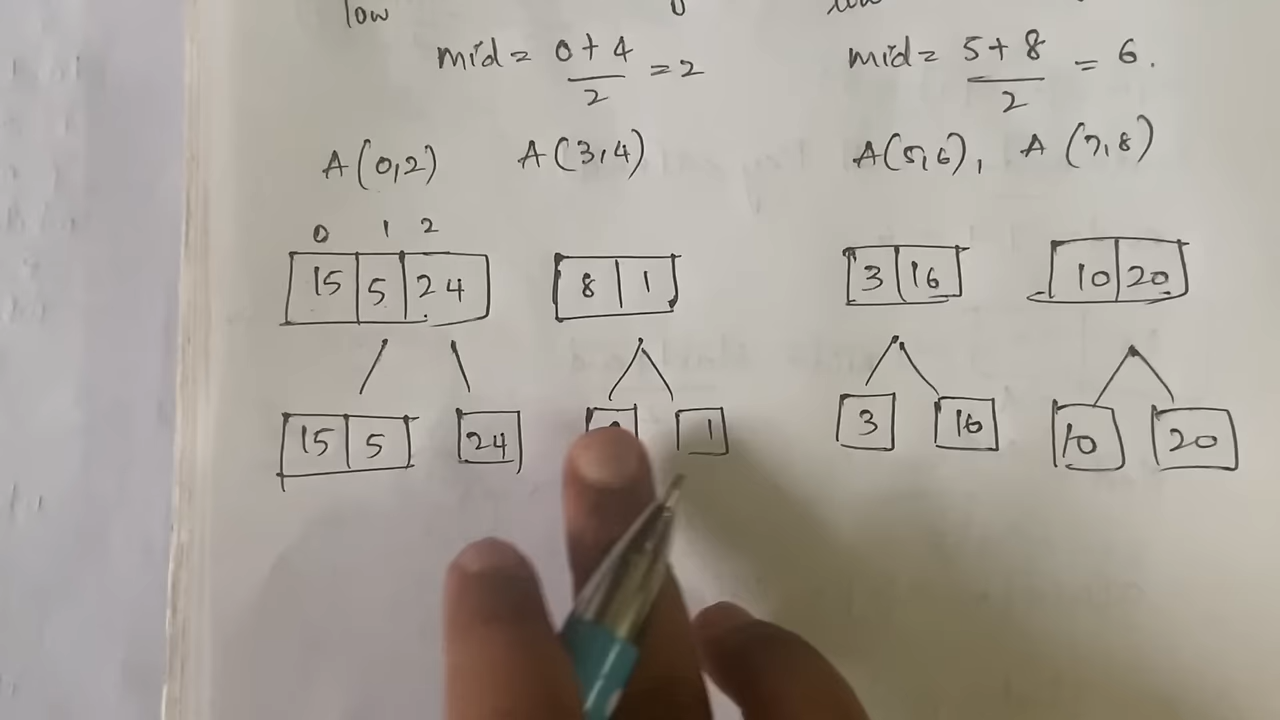 low
mid = 0+4/2 = 2 mid = 5+8/2 = 6.
A(0,2) A(3,4) A(5,6), A(7,8)
0 1 2
15 5 24 8 1 3 16 10 20
15 5 24 1 3 16 10 20